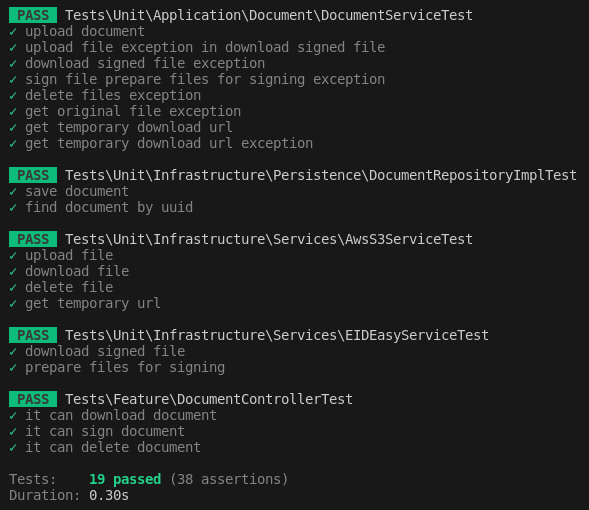 PASS Tests\Unit\Application\Document\DocumentServiceTest
✓ upload document
✓ upload file exception in download signed file
✓ download signed file exception
✓ sign file prepare files for signing exception
✓ delete files exception
✓ get original file exception
✓ get temporary download url
✓ get temporary download url exception
PASS Tests\Unit\Infrastructure\Persistence\DocumentRepositoryImplTest
✓ save document
✓ find document by uuid
PASS Tests\Unit\Infrastructure\Services\AwsS3ServiceTest
✓ upload file
✓ download file
✓ delete file
✓ get temporary url
PASS Tests\Unit\Infrastructure\Services\EIDEasyServiceTest
✓ download signed file
✓ prepare files for signing
PASS Tests\Feature\DocumentControllerTest
✓ it can download document
✓ it can sign document
✓ it can delete document
Tests: 19 passed (38 assertions)
Duration: 0.30s